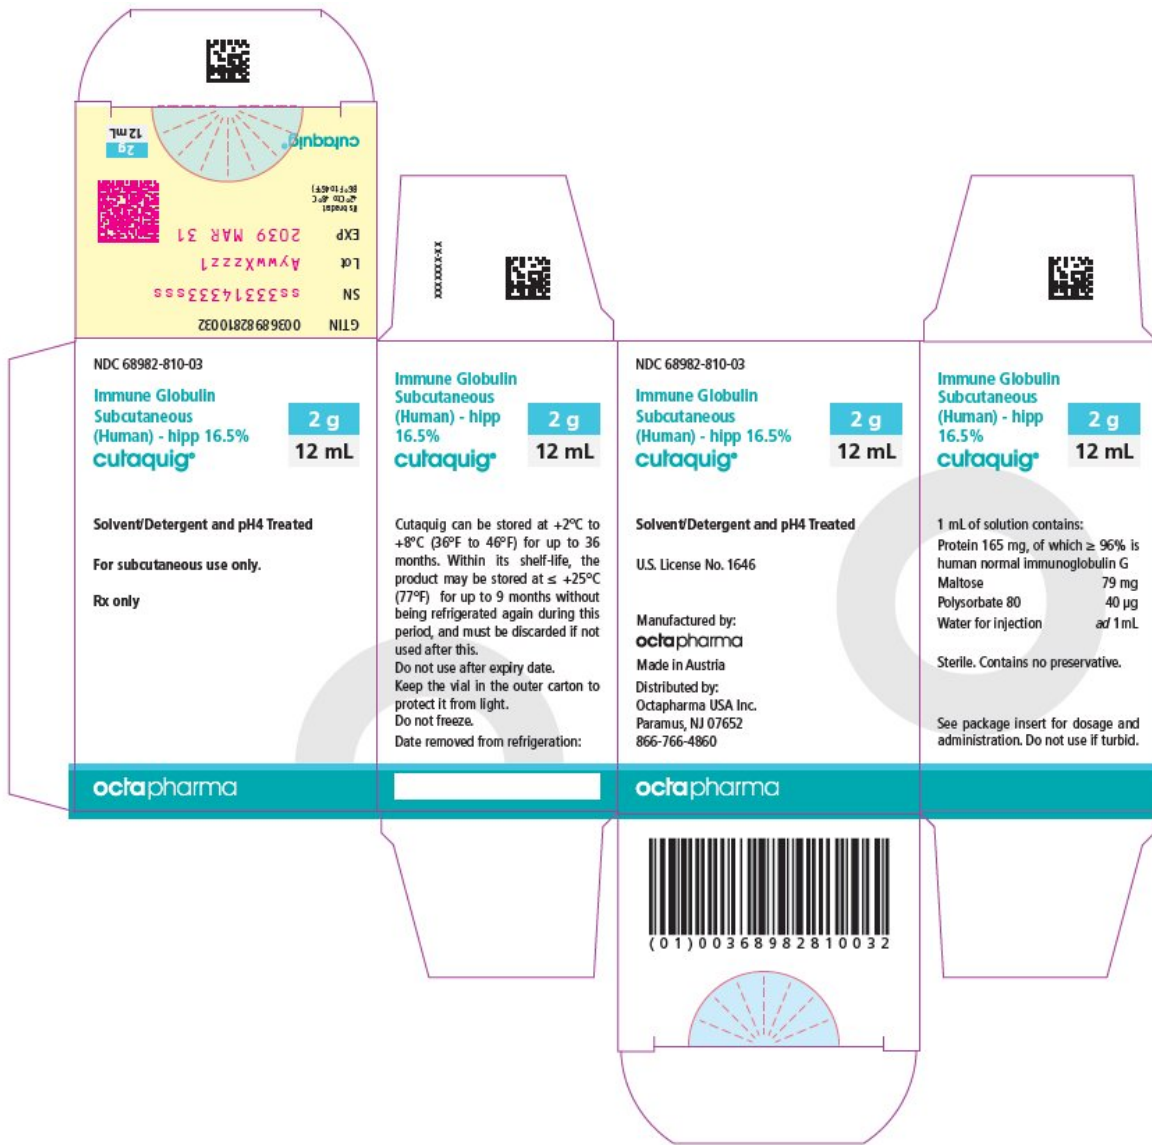 GTIN 00368982810032
SN ss33314333sss
Lot AywwXzzz1
EXP 2039 MAR 31
+2°C to +8°C
(36°F to 46°F)
cutaquig®
2g
12 mL
XXXXXXX-XX
NDC 68982-810-03
Immune Globulin
Subcutaneous
(Human) - hipp 16.5%
cutaquig®
2 g
12 mL
Solvent/Detergent and pH4 Treated
For subcutaneous use only.
Rx only
octapharma
Immune Globulin
Subcutaneous
(Human) - hipp
16.5%
cutaquig®
2 g
12 mL
Cutaquig can be stored at +2°C to
+8°C (36°F to 46°F) for up to 36
months. Within its shelf-life, the
product may be stored at ≤ +25°C
(77°F) for up to 9 months without
being refrigerated again during this
period, and must be discarded if not
used after this.
Do not use after expiry date.
Keep the vial in the outer carton to
protect it from light.
Do not freeze.
Date removed from refrigeration:
NDC 68982-810-03
Immune Globulin
Subcutaneous
(Human) - hipp 16.5%
cutaquig®
2 g
12 mL
Solvent/Detergent and pH4 Treated
U.S. License No. 1646
Manufactured by:
octapharma
Made in Austria
Distributed by:
Octapharma USA Inc.
Paramus, NJ 07652
866-766-4860
octapharma
Immune Globulin
Subcutaneous
(Human) - hipp
16.5%
cutaquig®
2 g
12 mL
1 mL of solution contains:
Protein 165 mg, of which ≥ 96% is
human normal immunoglobulin G
Maltose 79 mg
Polysorbate 80 40 µg
Water for injection ad 1mL
Sterile. Contains no preservative.
See package insert for dosage and
administration. Do not use if turbid.
(01)00368982810032